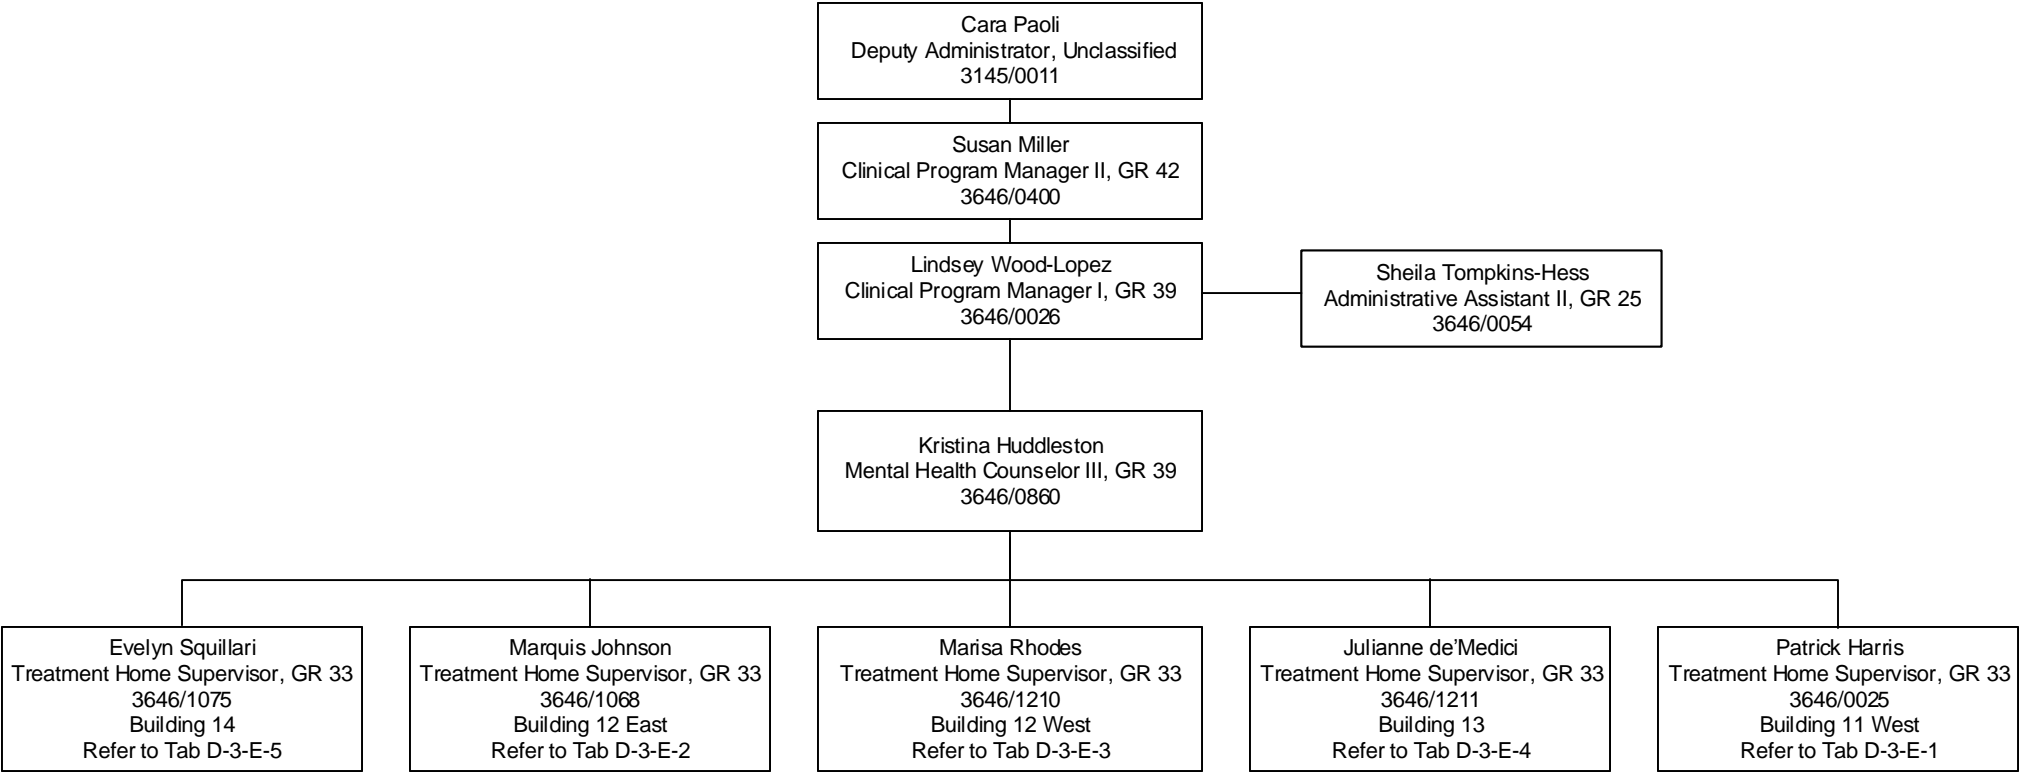 Cara Paoli
Deputy Administrator, Unclassified
3145/0011
Susan Miller
Clinical Program Manager II, GR 42
3646/0400
Lindsey Wood-Lopez
Clinical Program Manager I, GR 39
3646/0026
Sheila Tompkins-Hess
Administrative Assistant II, GR 25
3646/0054
Kristina Huddleston
Mental Health Counselor III, GR 39
3646/0860
Evelyn Squillari
Treatment Home Supervisor, GR 33
3646/1075
Building 14
Refer to Tab D-3-E-5
Marquis Johnson
Treatment Home Supervisor, GR 33
3646/1068
Building 12 East
Refer to Tab D-3-E-2
Marisa Rhodes
Treatment Home Supervisor, GR 33
3646/1210
Building 12 West
Refer to Tab D-3-E-3
Julianne de’Medici
Treatment Home Supervisor, GR 33
3646/1211
Building 13
Refer to Tab D-3-E-4
Patrick Harris
Treatment Home Supervisor, GR 33
3646/0025
Building 11 West
Refer to Tab D-3-E-1